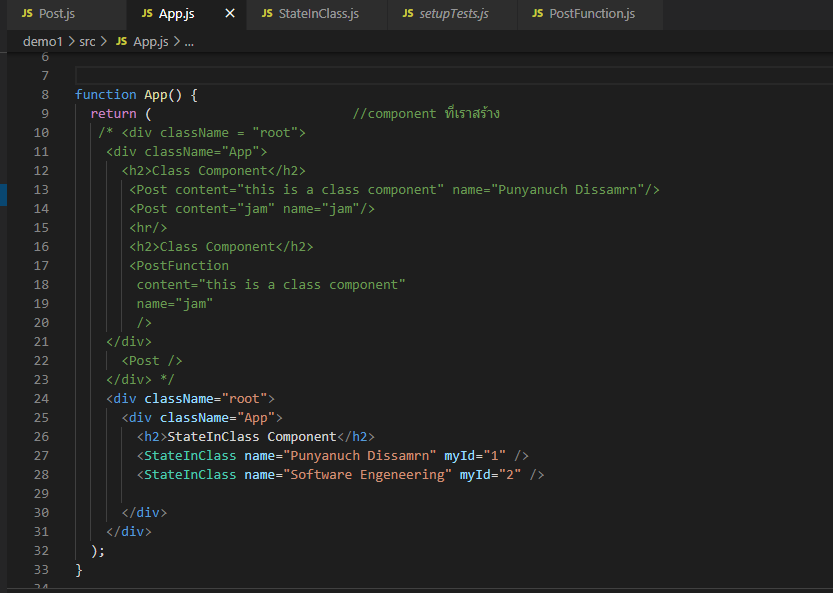 JS Post.js JS App.js × JS StateInClass.js JS setupTests.js JS PostFunction.js
demo1 > src > JS App.js > ...
6
7
8 function App() {
9 return ( //component ที่เราสร้าง
10 /* <div className = "root">
11 <div className="App">
12 <h2>Class Component</h2>
13 <Post content="this is a class component" name="Punyanuch Dissamrn"/>
14 <Post content="jam" name="jam"/>
15 <hr/>
16 <h2>Class Component</h2>
17 <PostFunction
18 content="this is a class component"
19 name="jam"
20 />
21 </div>
22 <Post />
23 </div> */
24 <div className="root">
25 <div className="App">
26 <h2>StateInClass Component</h2>
27 <StateInClass name="Punyanuch Dissamrn" myId="1" />
28 <StateInClass name="Software Engeneering" myId="2" />
29
30 </div>
31 </div>
32 );
33 }
34